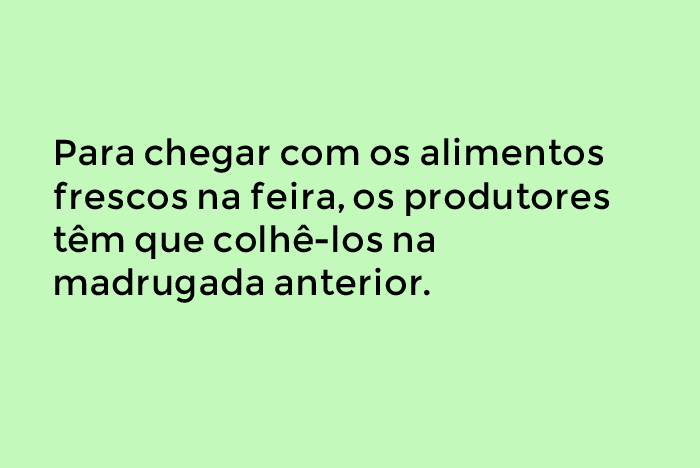 Para chegar com os alimentos
frescos na feira, os produtores
têm que colhê-los na
madrugada anterior.